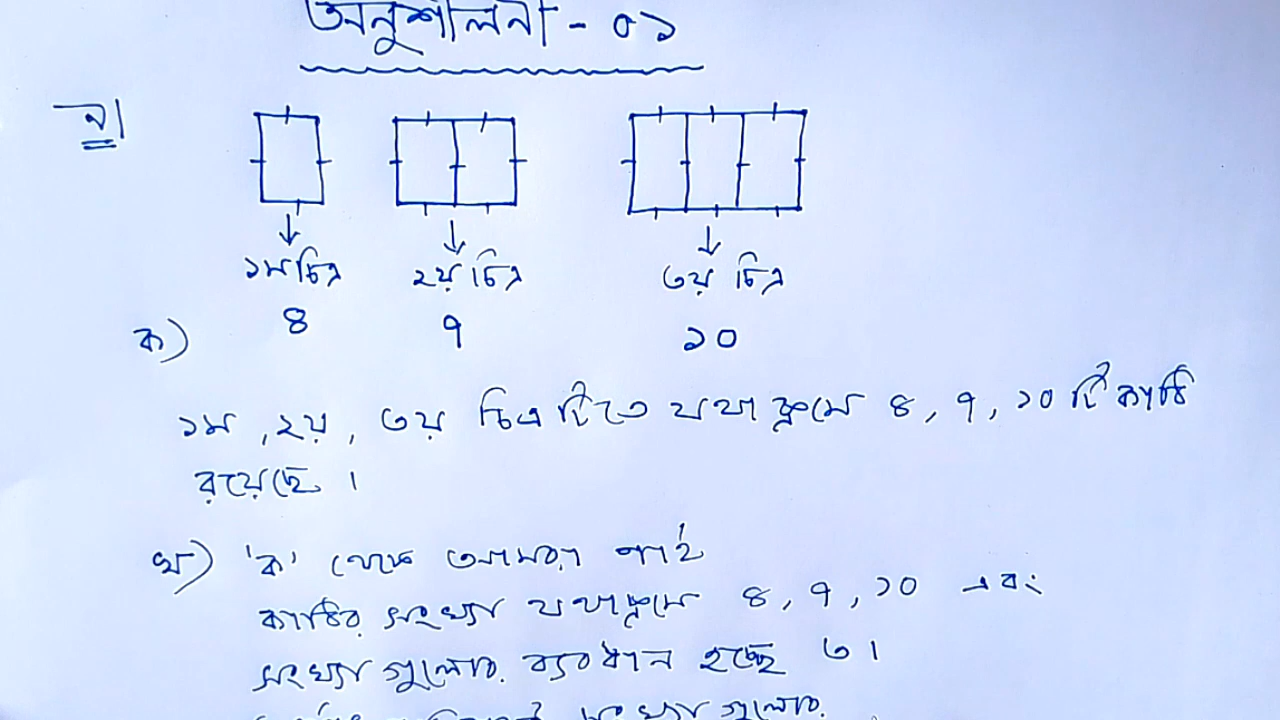 অনুশীলনী - ০১
ন।
১ম চিত্র ২য় চিত্র ৩য় চিত্র
ক) ৪ ৭ ১০
১ম, ২য়, ৩য় চিত্রটিতে যথাক্রমে ৪, ৭, ১০ টি কাঠি
রয়েছে।
খ) 'ক' থেকে আমরা পাই
কাঠির সংখ্যা যথাক্রমে ৪, ৭, ১০ এবং
সংখ্যা গুলোর ব্যবধান হচ্ছে ৩।
সংখ্যা গুলোর